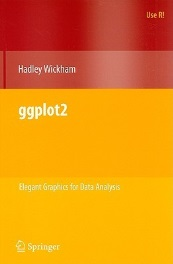 Use R!
Hadley Wickham
ggplot2
Elegant Graphics for Data Analysis
Springer